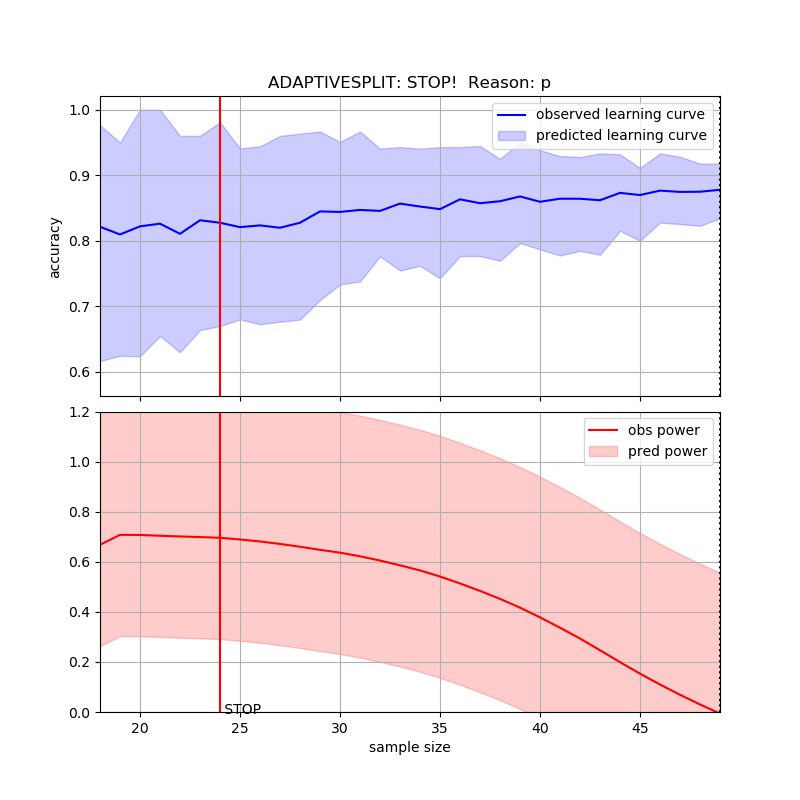 ADAPTIVESPLIT: STOP!  Reason: p
1.0
0.9
0.8
0.7
0.6
accuracy
observed learning curve
predicted learning curve
1.2
1.0
0.8
0.6
0.4
0.2
0.0
obs power
pred power
STOP
20 25 30 35 40 45
sample size